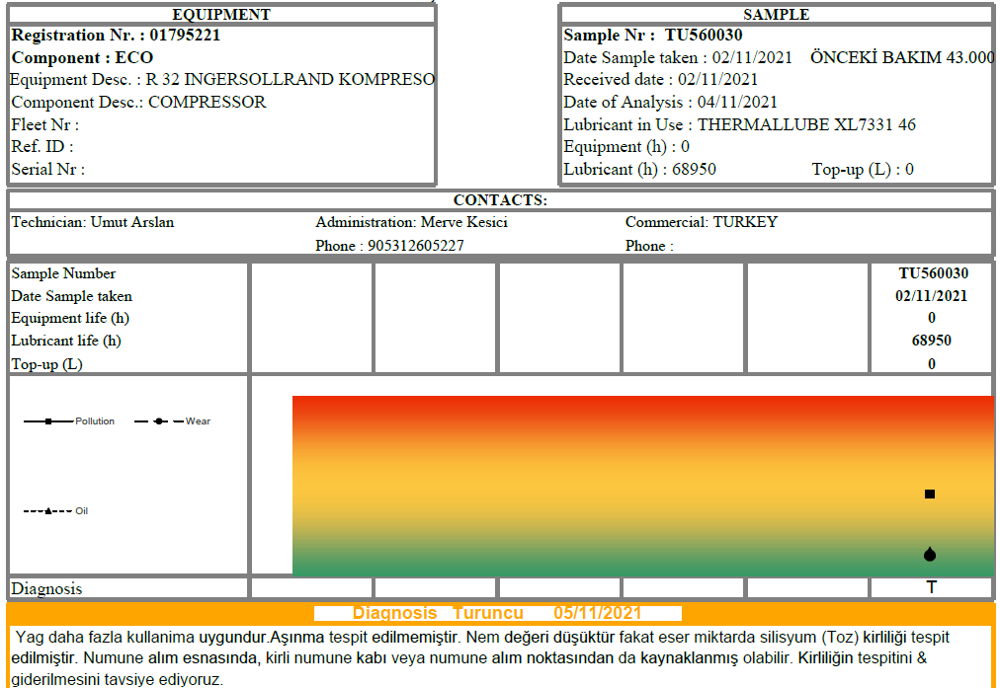 EQUIPMENT
Registration Nr. : 01795221
Component : ECO
Equipment Desc. : R 32 INGERSOLLRAND KOMPRESO
Component Desc.: COMPRESSOR
Fleet Nr :
Ref. ID :
Serial Nr :
SAMPLE
Sample Nr : TU560030
Date Sample taken : 02/11/2021 ÖNCEKİ BAKIM 43.000
Received date : 02/11/2021
Date of Analysis : 04/11/2021
Lubricant in Use : THERMALLUBE XL7331 46
Equipment (h) : 0
Lubricant (h) : 68950 Top-up (L) : 0
CONTACTS:
Technician: Umut Arslan Administration: Merve Kesici Commercial: TURKEY
Phone : 905312605227 Phone :
Sample Number TU560030
Date Sample taken 02/11/2021
Equipment life (h) 0
Lubricant life (h) 68950
Top-up (L) 0
Pollution Wear
Oil
Diagnosis T
Diagnosis Turuncu 05/11/2021
Yag daha fazla kullanima uygundur.Aşınma tespit edilmemiştir. Nem değeri düşüktür fakat eser miktarda silisyum (Toz) kirliliği tespit
edilmiştir. Numune alım esnasında, kirli numune kabı veya numune alım noktasından da kaynaklanmış olabilir. Kirliliğin tespitini &
giderilmesini tavsiye ediyoruz.